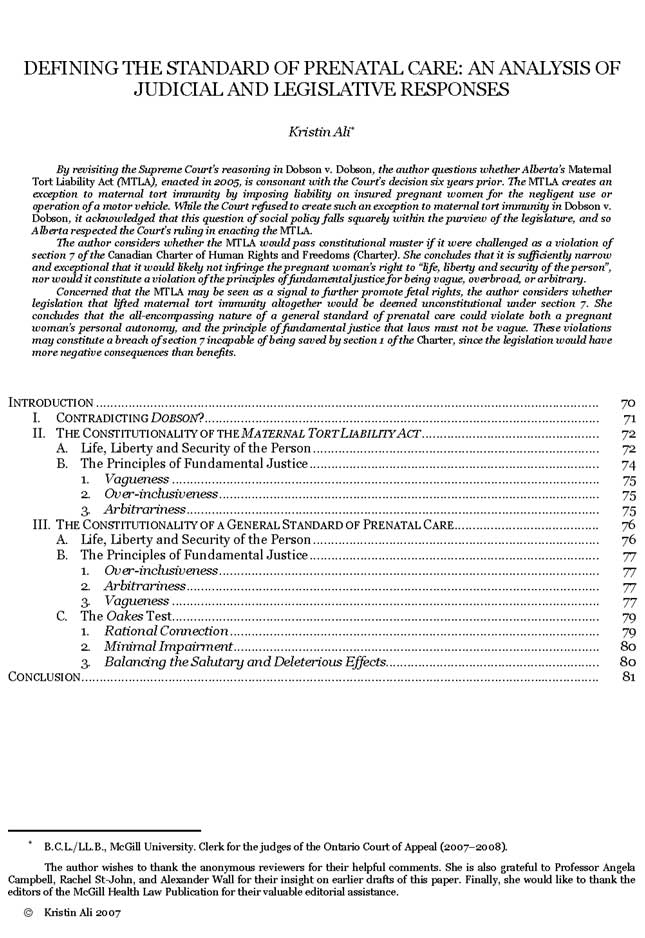 DEFINING THE STANDARD OF PRENATAL CARE: AN ANALYSIS OF
JUDICIAL AND LEGISLATIVE RESPONSES
Kristin Ali*
By revisiting the Supreme Court's reasoning in Dobson v. Dobson, the author questions whether Alberta's Maternal
Tort Liability Act (MTLA), enacted in 2005, is consonant with the Court's decision six years prior. The MTLA creates an
exception to maternal tort immunity by imposing liability on insured pregnant women for the negligent use or
operation of a motor vehicle. While the Court refused to create such an exception to maternal tort immunity in Dobson v.
Dobson, it acknowledged that this question of social policy falls squarely within the purview of the legislature, and so
Alberta respected the Court's ruling in enacting the MTLA.
The author considers whether the MTLA would pass constitutional muster if it were challenged as a violation of
section 7 of the Canadian Charter of Human Rights and Freedoms (Charter). She concludes that it is sufficiently narrow
and exceptional that it would likely not infringe the pregnant woman's right to "life, liberty and security of the person",
nor would it constitute a violation of the principles of fundamental justice for being vague, overbroad, or arbitrary.
Concerned that the MTLA may be seen as a signal to further promote fetal rights, the author considers whether
legislation that lifted maternal tort immunity altogether would be deemed unconstitutional under section 7. She
concludes that the all-encompassing nature of a general standard of prenatal care could violate both a pregnant
woman's personal autonomy, and the principle of fundamental justice that laws must not be vague. These violations
may constitute a breach of section 7 incapable of being saved by section 1 of the Charter, since the legislation would have
more negative consequences than benefits.
INTRODUCTION ........ 70
I. CONTRADICTING DOBSON? ........ 71
II. THE CONSTITUTIONALITY OF THE MATERNAL TORT LIABILITY ACT ........ 72
A. Life, Liberty and Security of the Person ........ 72
B. The Principles of Fundamental Justice ........ 74
1. Vagueness ........ 75
2. Over-inclusiveness ........ 75
3. Arbitrariness ........ 75
III. THE CONSTITUTIONALITY OF A GENERAL STANDARD OF PRENATAL CARE ........ 76
A. Life, Liberty and Security of the Person ........ 76
B. The Principles of Fundamental Justice ........ 77
1. Over-inclusiveness ........ 77
2. Arbitrariness ........ 77
3. Vagueness ........ 77
C. The Oakes Test ........ 79
1. Rational Connection ........ 79
2. Minimal Impairment ........ 80
3. Balancing the Salutary and Deleterious Effects ........ 80
CONCLUSION ........ 81
* B.C.L./LL.B., McGill University. Clerk for the judges of the Ontario Court of Appeal (2007–2008).
The author wishes to thank the anonymous reviewers for their helpful comments. She is also grateful to Professor Angela
Campbell, Rachel St-John, and Alexander Wall for their insight on earlier drafts of this paper. Finally, she would like to thank the
editors of the McGill Health Law Publication for their valuable editorial assistance.
© Kristin Ali 2007